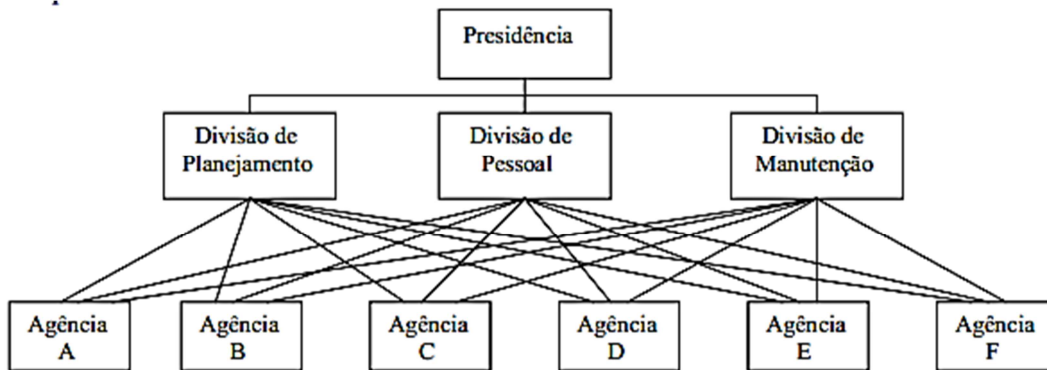 Presidência
Divisão de
Planejamento
Divisão de
Pessoal
Divisão de
Manutenção
Agência
A
Agência
B
Agência
C
Agência
D
Agência
E
Agência
F